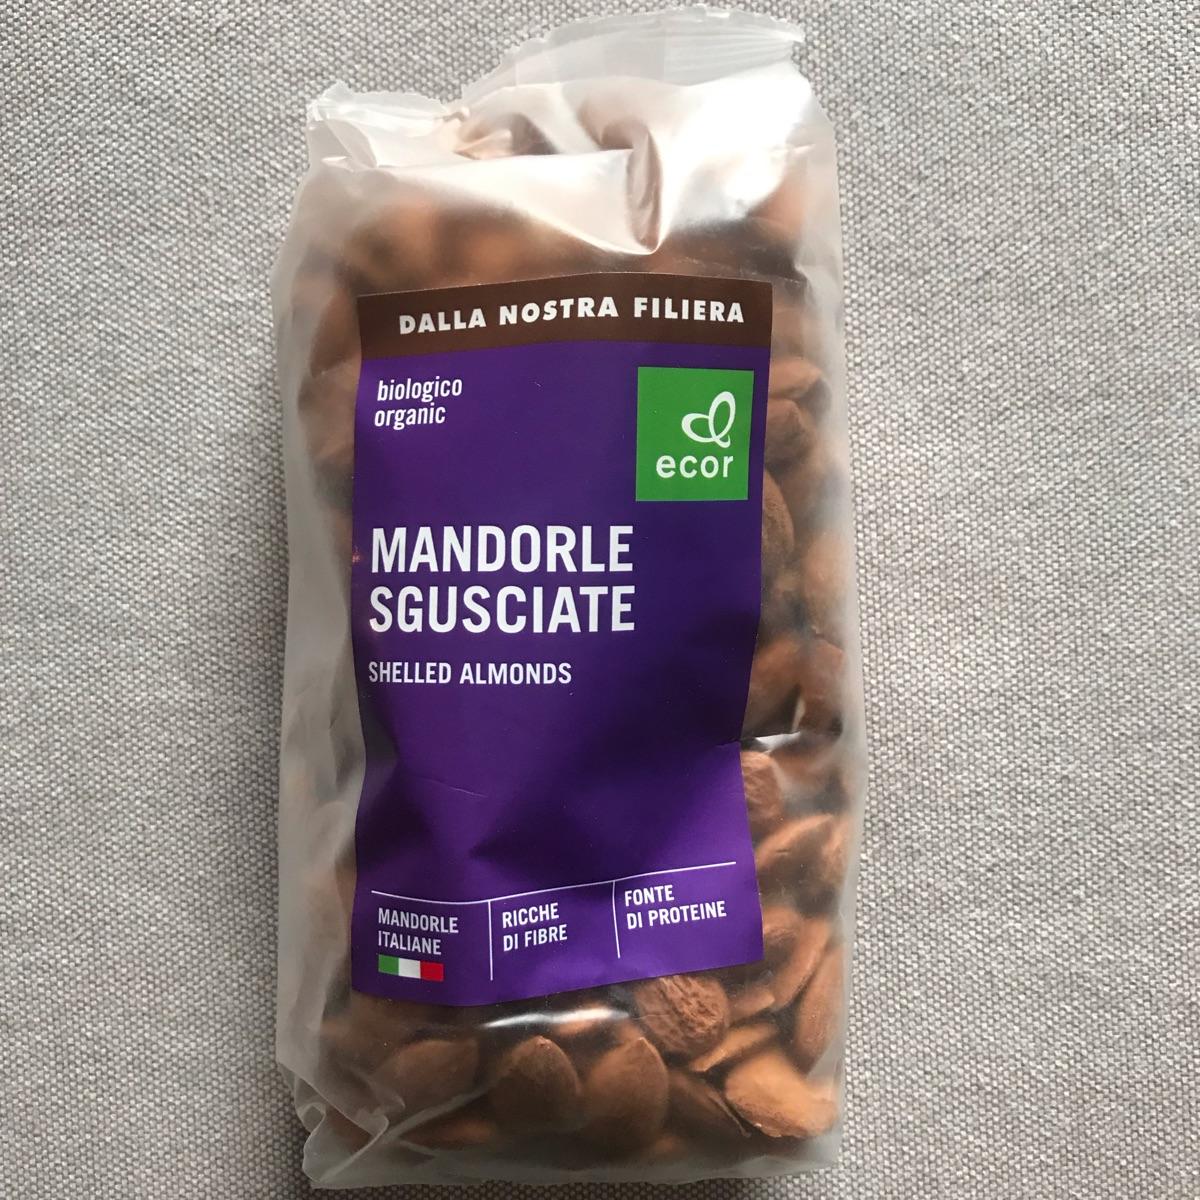 DALLA NOSTRA FILIERA
biologico
organic
ecor
MANDORLE
SGUSCIATE
SHELLED ALMONDS
MANDORLE
ITALIANE
RICCHE
DI FIBRE
FONTE
DI PROTEINE